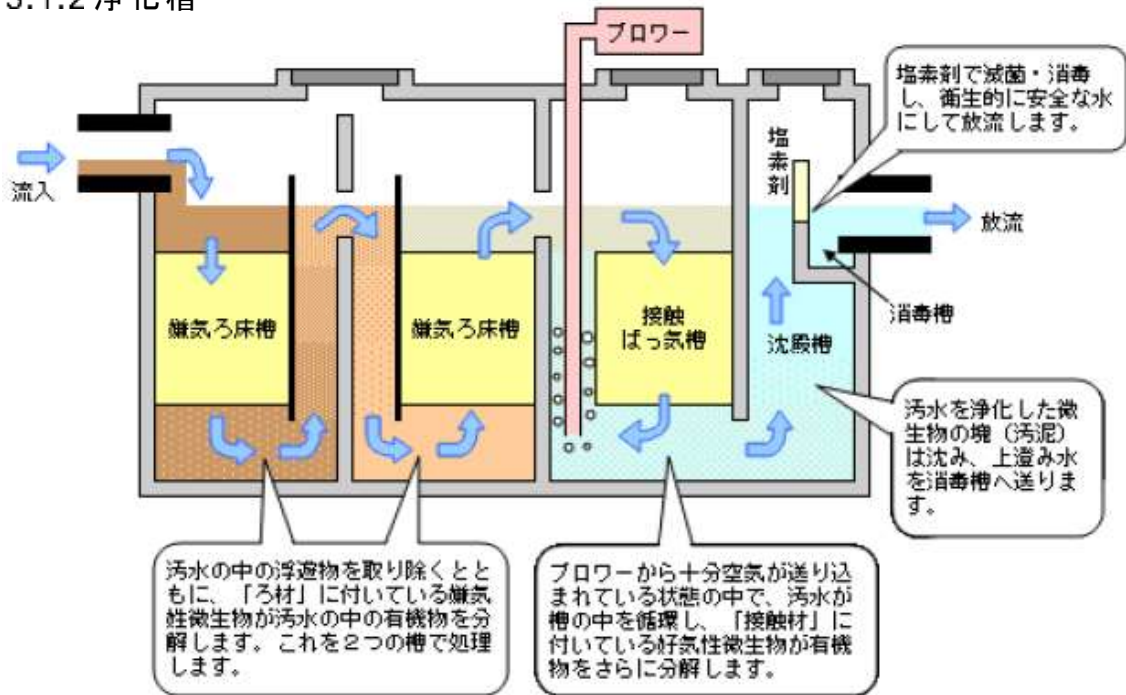 3.1.2浄化槽
ブロワー
塩素剤で滅菌・消毒
し、衛生的に安全な水
にして放流します。
塩素剤
流入
放流
嫌気ろ床槽
嫌気ろ床槽
接触
ばっ気槽
沈殿槽
消毒槽
汚水を浄化した微
生物の塊（汚泥）
は沈み、上澄み水
を消毒槽へ送りま
す。
汚水の中の浮遊物を取り除くとと
もに、「ろ材」に付いている嫌気
性微生物が汚水の中の有機物を分
解します。これを２つの槽で処理
します。
ブロワーから十分空気が送り込
まれている状態の中で、汚水が
槽の中を循環し、「接触材」に
付いている好気性微生物が有機
物をさらに分解します。